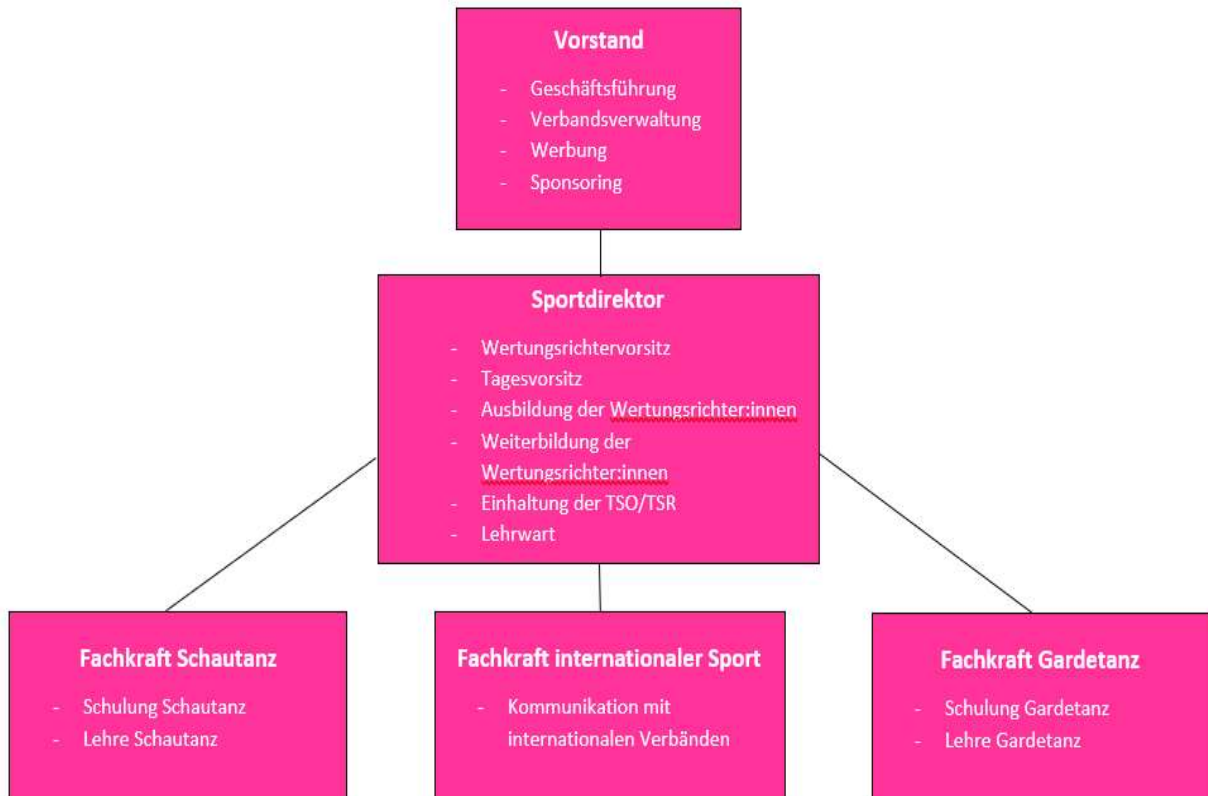 Vorstand
- Geschäftsführung
- Verbandsverwaltung
- Werbung
- Sponsoring
Sportdirektor
- Wertungsrichtervorsitz
- Tagesvorsitz
- Ausbildung der Wertungsrichter:innen
- Weiterbildung der
Wertungsrichter:innen
- Einhaltung der TSO/TSR
- Lehrwart
Fachkraft Schautanz
- Schulung Schautanz
- Lehre Schautanz
Fachkraft internationaler Sport
- Kommunikation mit
internationalen Verbänden
Fachkraft Gardetanz
- Schulung Gardetanz
- Lehre Gardetanz